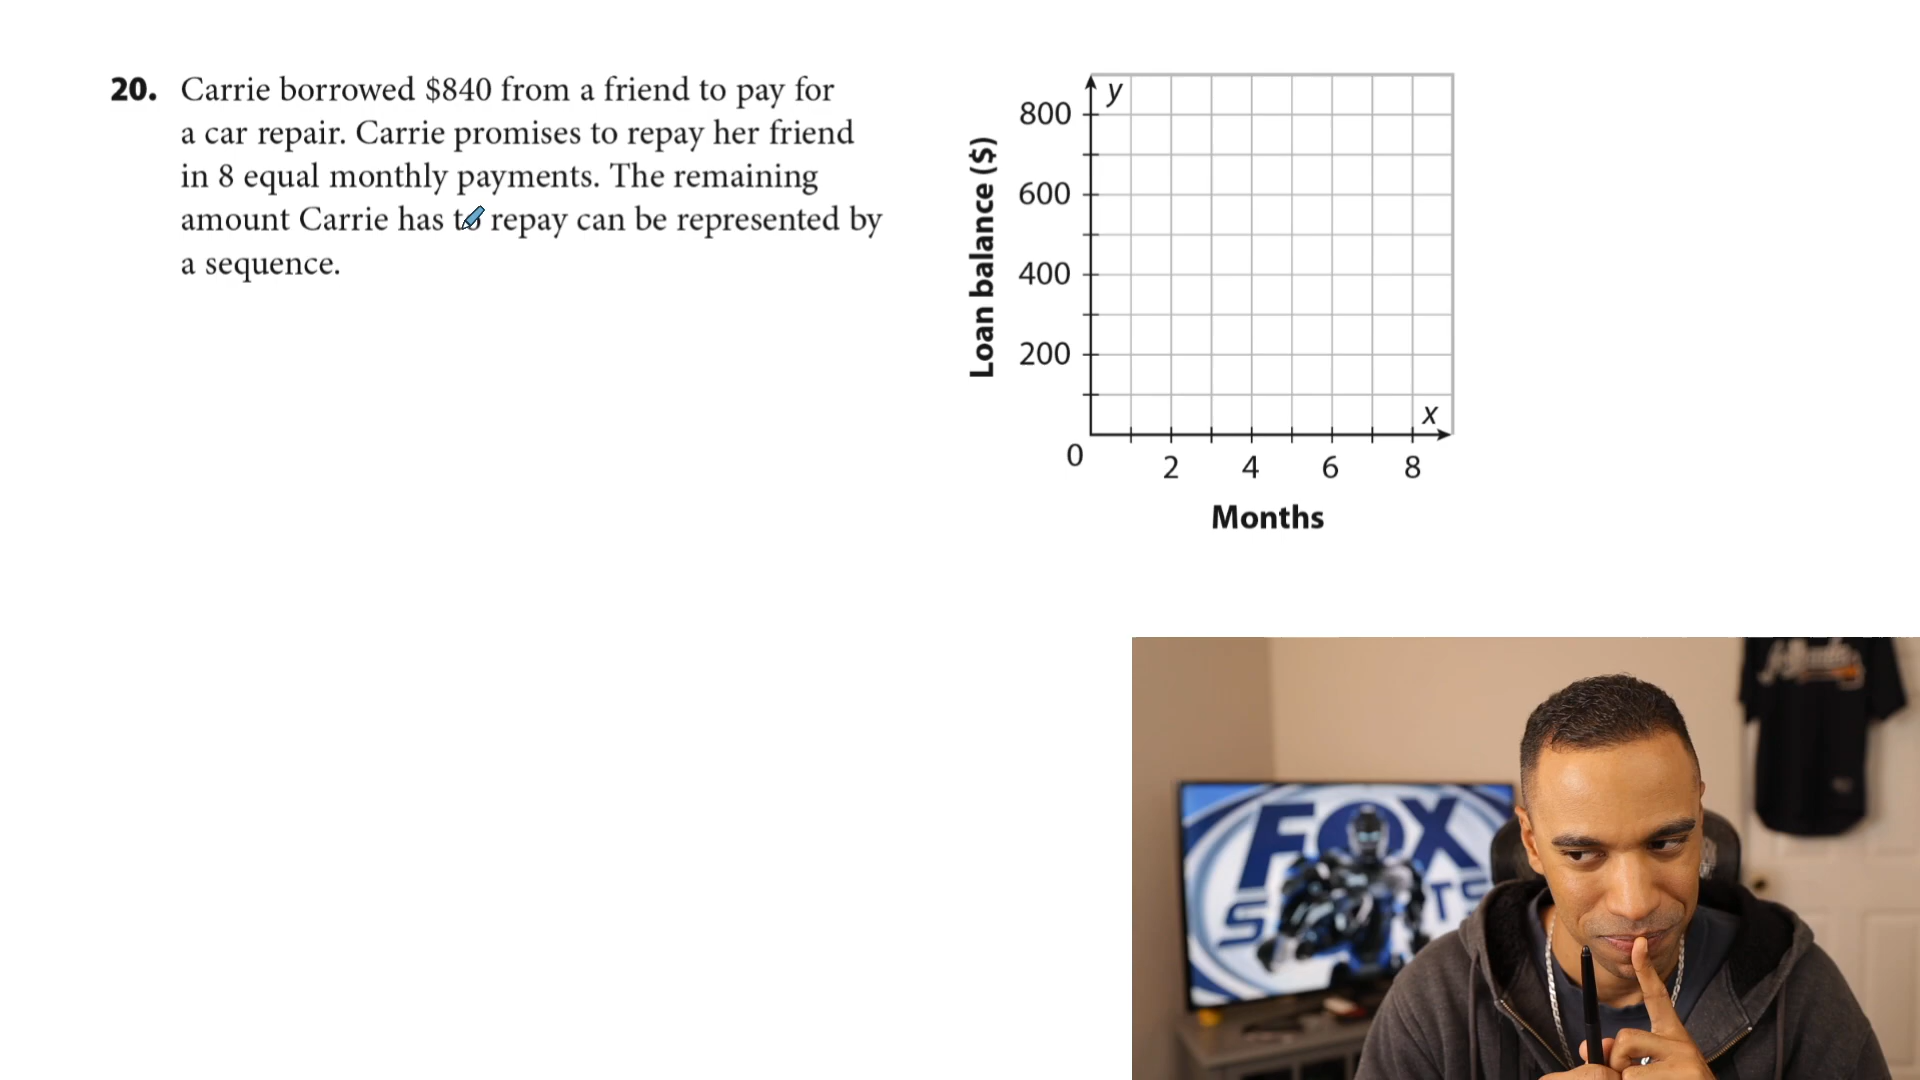 20. Carrie borrowed $840 from a friend to pay for
a car repair. Carrie promises to repay her friend
in 8 equal monthly payments. The remaining
amount Carrie has to repay can be represented by
a sequence.
y
800
600
400
200
0
Loan balance ($)
x
2 4 6 8
Months
FOX